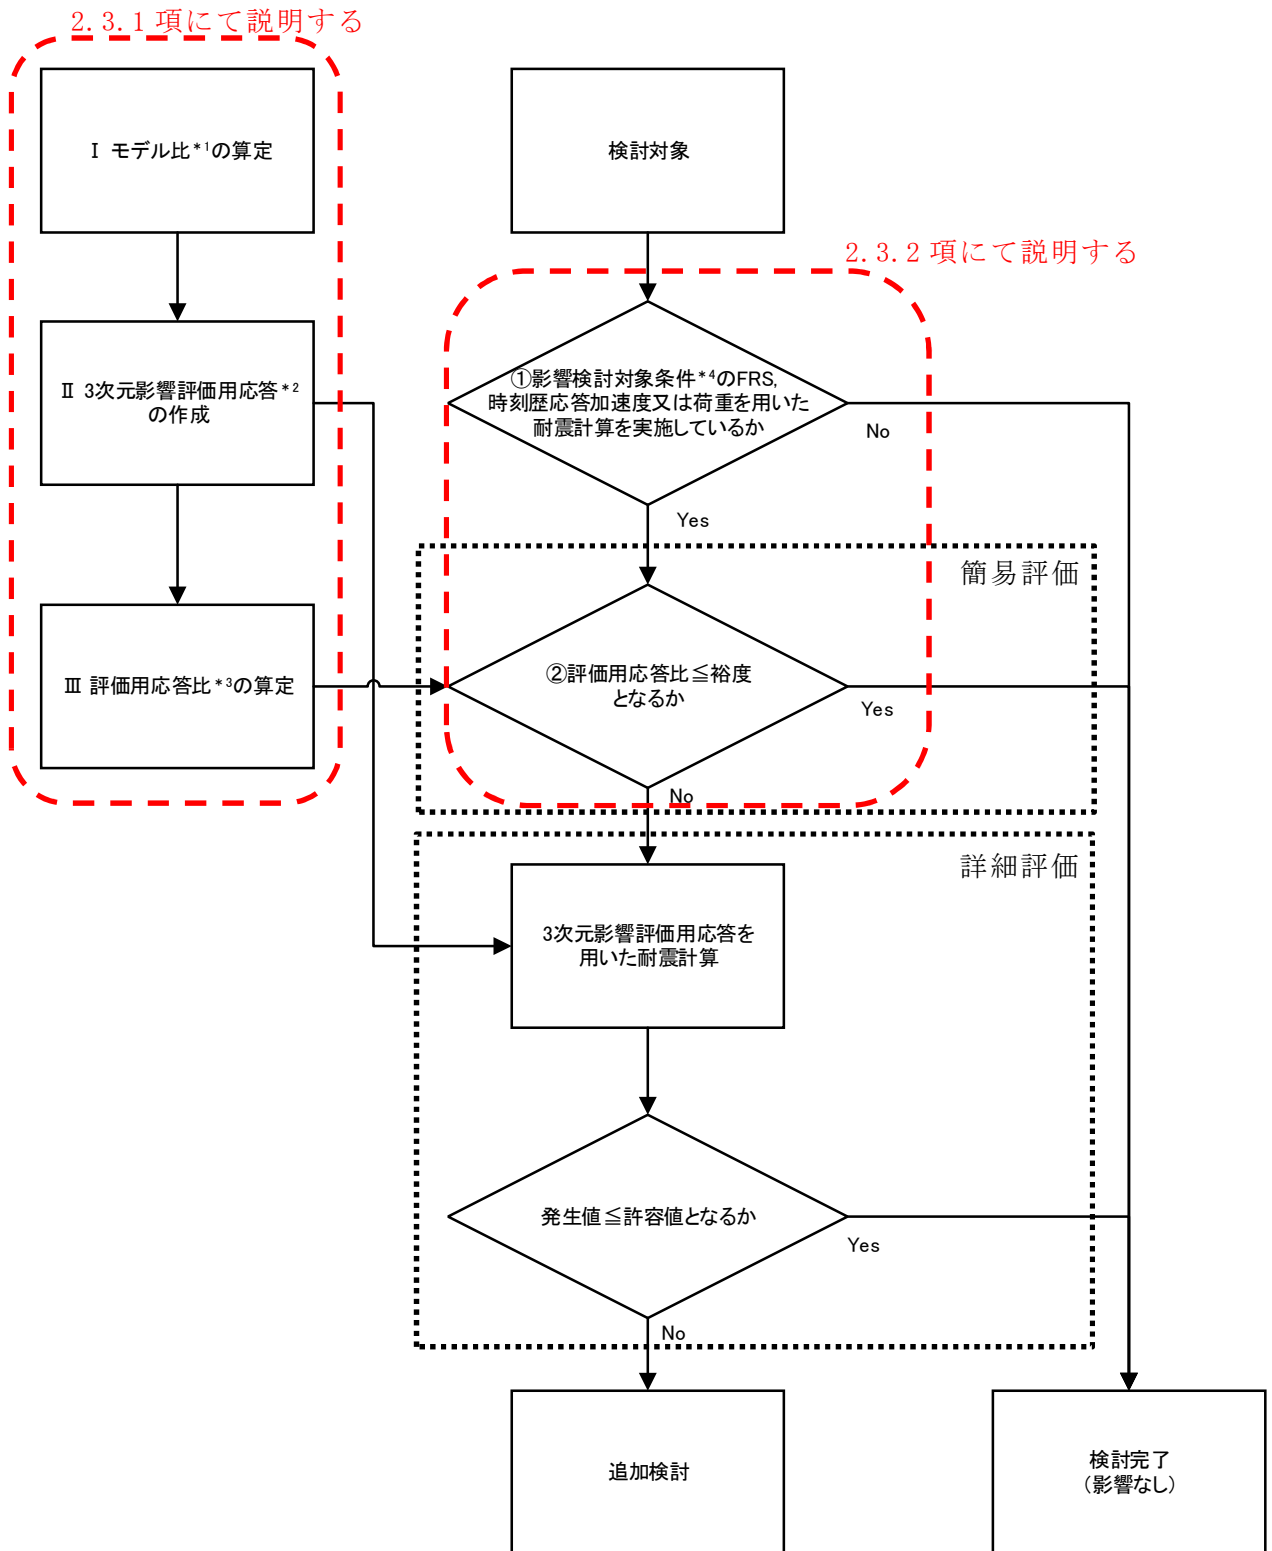 2.3.1 項にて説明する
Ⅰ モデル比*1の算定
検討対象
2.3.2 項にて説明する
Ⅱ 3次元影響評価用応答*2
の作成
①影響検討対象条件*4のFRS,
時刻歴応答加速度又は荷重を用いた
耐震計算を実施しているか
No
Yes
簡易評価
Ⅲ 評価用応答比*3の算定
②評価用応答比≦裕度
となるか
Yes
No
詳細評価
3次元影響評価用応答を
用いた耐震計算
発生値≦許容値となるか
Yes
No
追加検討
検討完了
(影響なし)